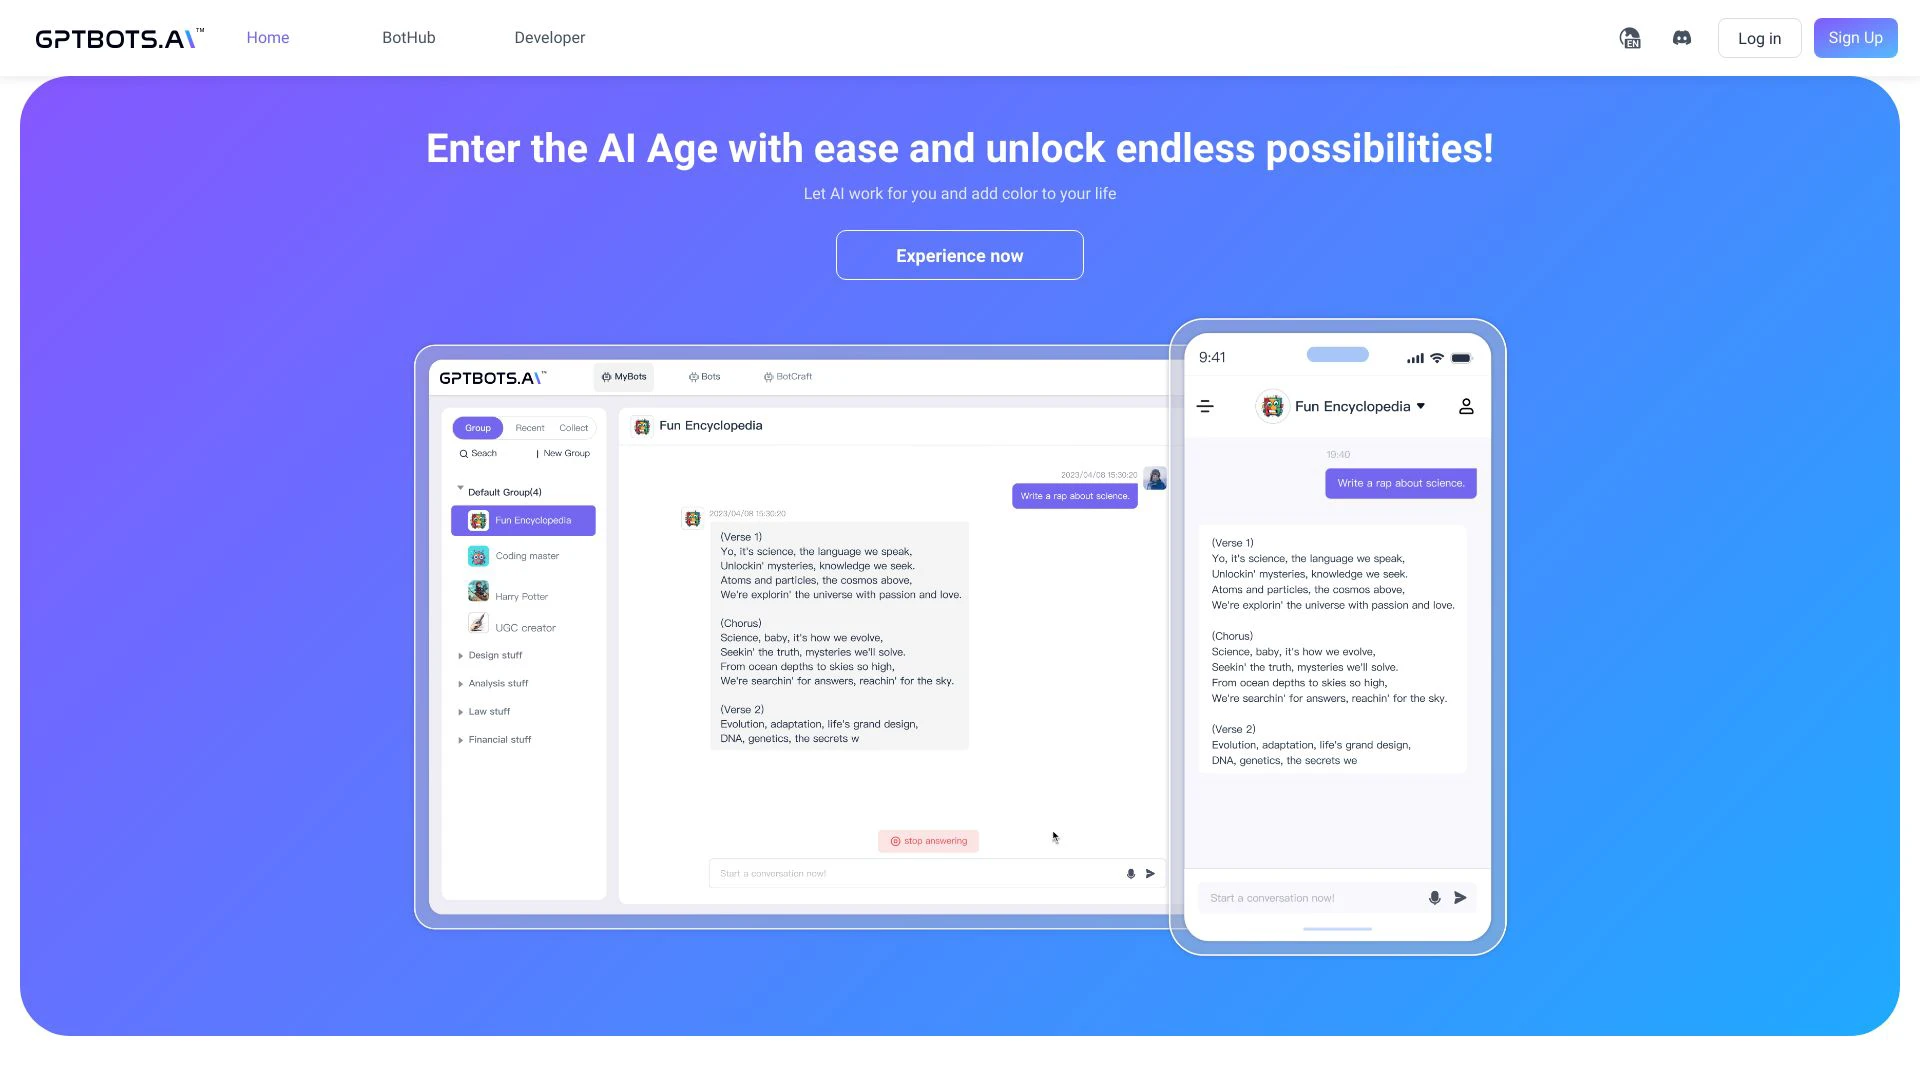 GPTBOTS.AI™
Home
BotHub
Developer
EN
Log in
Sign Up
Enter the AI Age with ease and unlock endless possibilities!
Let AI work for you and add color to your life
Experience now
GPTBOTS.AI™
MyBots
Bots
BotCraft
Group
Recent
Collect
Seach
New Group
Default Group(4)
Fun Encyclopedia
Coding master
Harry Potter
UGC creator
Design stuff
Analysis stuff
Law stuff
Financial stuff
Fun Encyclopedia
2023/04/08 15:30:20
Write a rap about science.
2023/04/08 15:30:20
(Verse 1)
Yo, it's science, the language we speak,
Unlockin' mysteries, knowledge we seek.
Atoms and particles, the cosmos above,
We're explorin' the universe with passion and love.
(Chorus)
Science, baby, it's how we evolve,
Seekin' the truth, mysteries we'll solve.
From ocean depths to skies so high,
We're searchin' for answers, reachin' for the sky.
(Verse 2)
Evolution, adaptation, life's grand design,
DNA, genetics, the secrets w
stop answering
Start a conversation now!
9:41
Fun Encyclopedia
19:40
Write a rap about science.
(Verse 1)
Yo, it's science, the language we speak,
Unlockin' mysteries, knowledge we seek.
Atoms and particles, the cosmos above,
We're explorin' the universe with passion and love.
(Chorus)
Science, baby, it's how we evolve,
Seekin' the truth, mysteries we'll solve.
From ocean depths to skies so high,
We're searchin' for answers, reachin' for the sky.
(Verse 2)
Evolution, adaptation, life's grand design,
DNA, genetics, the secrets we
Start a conversation now!